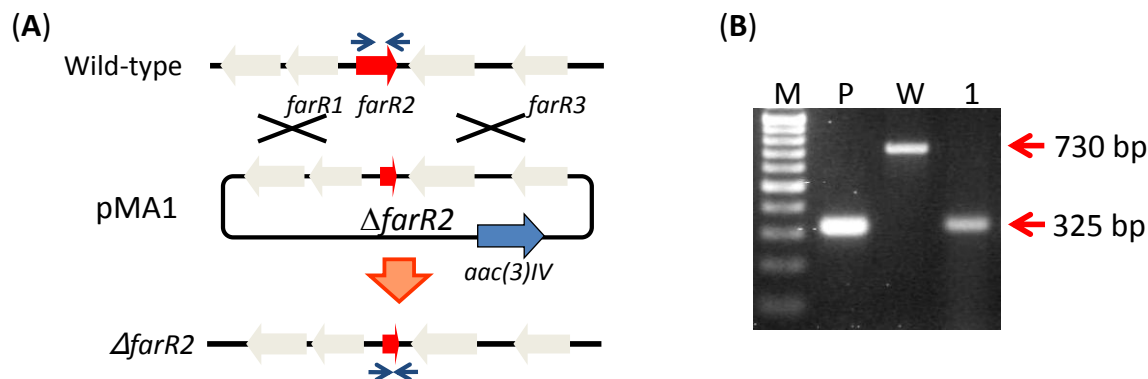 (A)
Wild-type
farR1 farR2 farR3
pMA1
ΔfarR2
aac(3)IV
ΔfarR2
(B)
M P W 1
730 bp
325 bp